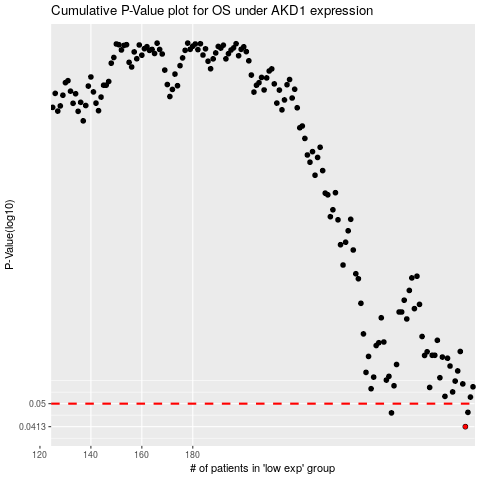 Cumulative P-Value plot for OS under AKD1 expression
P-Value(log10)
0.05
0.0413
120 140 160 180
# of patients in 'low exp' group